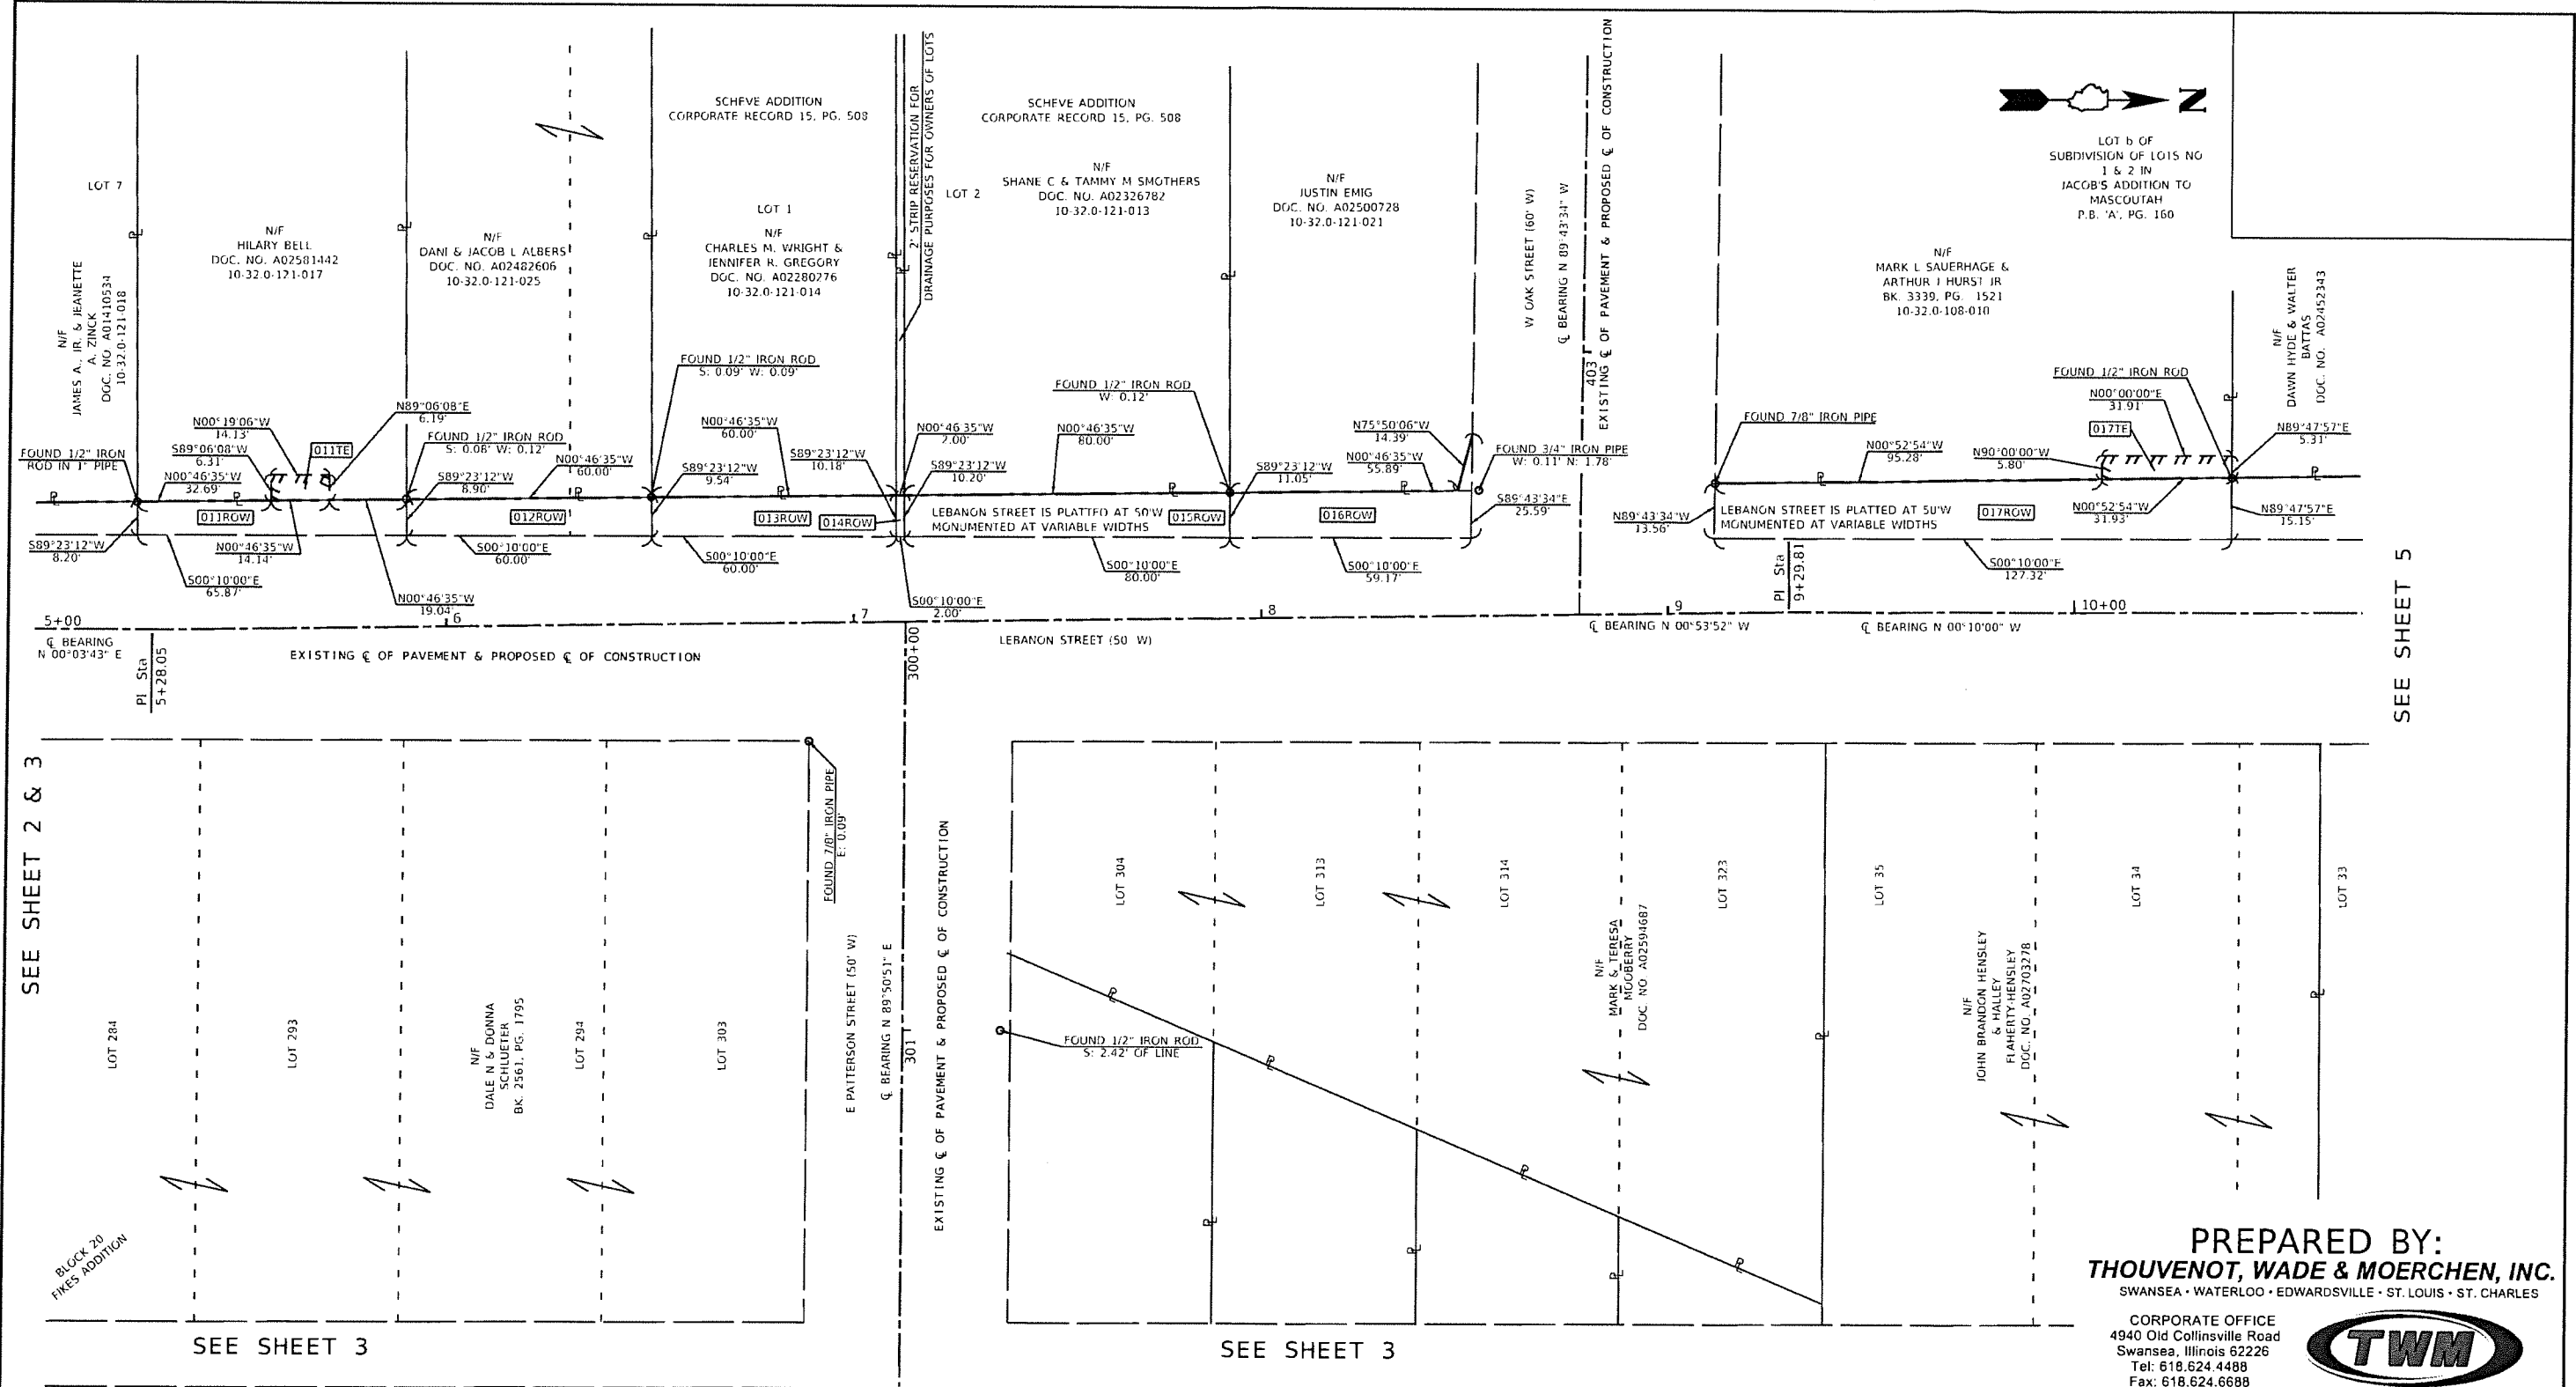 SCHEVE ADDITION
CORPORATE RECORD 15, PG. 508
2' STRIP RESERVATION FOR
DRAINAGE PURPOSES FOR OWNERS OF LOTS
SCHEVE ADDITION
CORPORATE RECORD 15, PG. 508
N
LOT b OF
SUBDIVISION OF LOTS NO
1 & 2 IN
JACOB'S ADDITION TO
MASCOUTAH
P.B. 'A', PG. 160
LOT 7
N/F
JAMES A., JR. & JEANETTE
A. ZINCK
DOC. NO. A01410534
10-32.0-121-018
N/F
HILARY BELL
DOC. NO. A02581442
10-32.0-121-017
N/F
DANI & JACOB L ALBERS
DOC. NO. A02482606
10-32.0-121-025
LOT 1
N/F
CHARLES M. WRIGHT &
JENNIFER R. GREGORY
DOC. NO. A02280276
10-32.0-121-014
LOT 2
N/F
SHANE C & TAMMY M SMOTHERS
DOC. NO. A02326782
10-32.0-121-013
N/F
JUSTIN EMIG
DOC. NO. A02500728
10-32.0-121-021
W OAK STREET (60' W)
℄ BEARING N 89°43'34" W
403
EXISTING ℄ OF PAVEMENT & PROPOSED ℄ OF CONSTRUCTION
N/F
MARK L SAUERHAGE &
ARTHUR J HURST JR
BK. 3339, PG. 1521
10-32.0-108-010
N/F
DAWN HYDE & WALTER
BATTAS
DOC. NO. A02452343
FOUND 1/2" IRON
ROD IN 1" PIPE
N00°19'06"W
14.13'
S89°06'08"W
6.31'
N00°46'35"W
32.69'
011TE
N89°06'08"E
6.19'
FOUND 1/2" IRON ROD
S: 0.08' W: 0.12'
S89°23'12"W
8.90'
N00°46'35"W
60.00'
FOUND 1/2" IRON ROD
S: 0.09' W: 0.09'
N00°46'35"W
60.00'
S89°23'12"W
9.54'
S89°23'12"W
10.18'
N00°46'35"W
2.00'
S89°23'12"W
10.20'
FOUND 1/2" IRON ROD
W: 0.12'
N00°46'35"W
80.00'
S89°23'12"W
11.05'
N75°50'06"W
14.39'
N00°46'35"W
55.89'
FOUND 3/4" IRON PIPE
W: 0.11' N: 1.78'
S89°43'34"E
25.59'
FOUND 7/8" IRON PIPE
N00°52'54"W
95.28'
N90°00'00"W
5.80'
FOUND 1/2" IRON ROD
N00°00'00"E
31.91'
017TE
N89°47'57"E
5.31'
011ROW
012ROW
013ROW
014ROW
LEBANON STREET IS PLATTED AT 50'W
MONUMENTED AT VARIABLE WIDTHS
015ROW
016ROW
N89°43'34"W
13.56'
LEBANON STREET IS PLATTED AT 50'W
MONUMENTED AT VARIABLE WIDTHS
017ROW
N00°52'54"W
31.93'
N89°47'57"E
15.15'
S89°23'12"W
8.20'
S00°10'00"E
65.87'
N00°46'35"W
14.14'
N00°46'35"W
19.04'
S00°10'00"E
60.00'
S00°10'00"E
60.00'
S00°10'00"E
2.00'
S00°10'00"E
80.00'
S00°10'00"E
59.17'
S00°10'00"E
127.32'
PI Sta
9+29.81
5+00
6
7
8
9
10+00
℄ BEARING
N 00°03'43" E
PI Sta
5+28.05
EXISTING ℄ OF PAVEMENT & PROPOSED ℄ OF CONSTRUCTION
300+00
LEBANON STREET (50 W)
℄ BEARING N 00°53'52" W
℄ BEARING N 00°10'00" W
SEE SHEET 5
SEE SHEET 2 & 3
FOUND 7/8" IRON PIPE
E: 0.09'
LOT 284
LOT 293
N/F
DALE N & DONNA
SCHLUETER
BK. 2561, PG. 1795
LOT 294
LOT 303
E PATTERSON STREET (50' W)
℄ BEARING N 89°50'51" E
301
EXISTING ℄ OF PAVEMENT & PROPOSED ℄ OF CONSTRUCTION
FOUND 1/2" IRON ROD
S: 2.42' OF LINE
LOT 304
LOT 313
LOT 314
N/F
MARK & TERESA
MOOBERRY
DOC. NO. A02594687
LOT 323
LOT 35
N/F
JOHN BRANDON HENSLEY
& HALLEY
FLAHERTY-HENSLEY
DOC. NO. A02703278
LOT 34
LOT 33
BLOCK 20
FIKES ADDITION
SEE SHEET 3
SEE SHEET 3
PREPARED BY:
THOUVENOT, WADE & MOERCHEN, INC.
SWANSEA • WATERLOO • EDWARDSVILLE • ST. LOUIS • ST. CHARLES
CORPORATE OFFICE
4940 Old Collinsville Road
Swansea, Illinois 62226
Tel: 618.624.4488
Fax: 618.624.6688
TWM